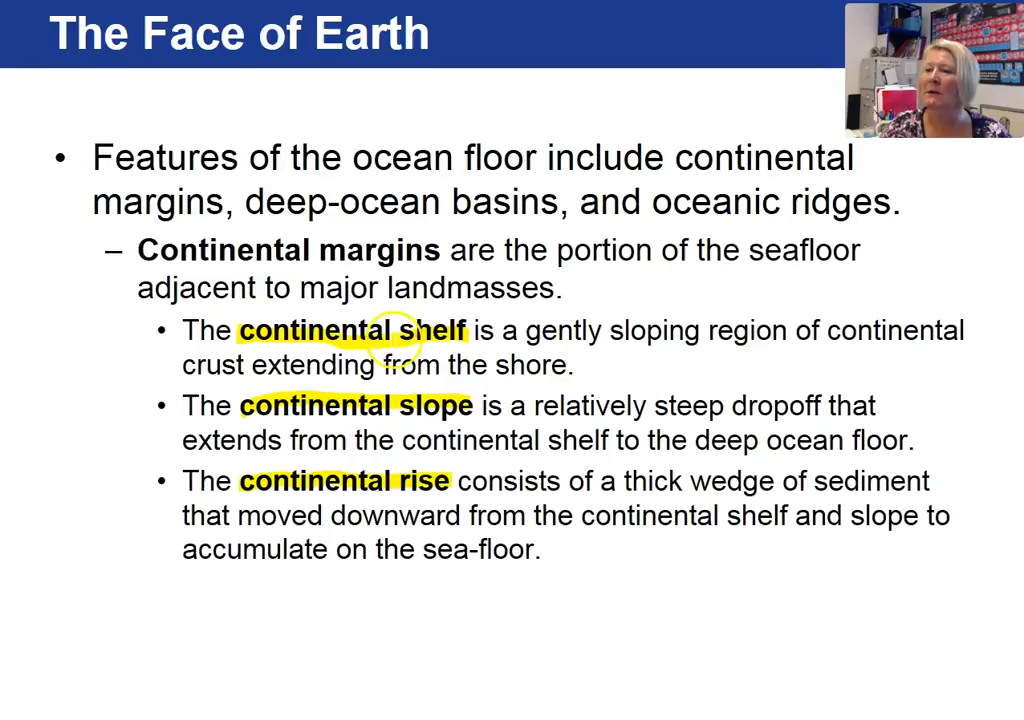 The Face of Earth
• Features of the ocean floor include continental
margins, deep-ocean basins, and oceanic ridges.
– Continental margins are the portion of the seafloor
adjacent to major landmasses.
• The continental shelf is a gently sloping region of continental
crust extending from the shore.
• The continental slope is a relatively steep dropoff that
extends from the continental shelf to the deep ocean floor.
• The continental rise consists of a thick wedge of sediment
that moved downward from the continental shelf and slope to
accumulate on the sea-floor.